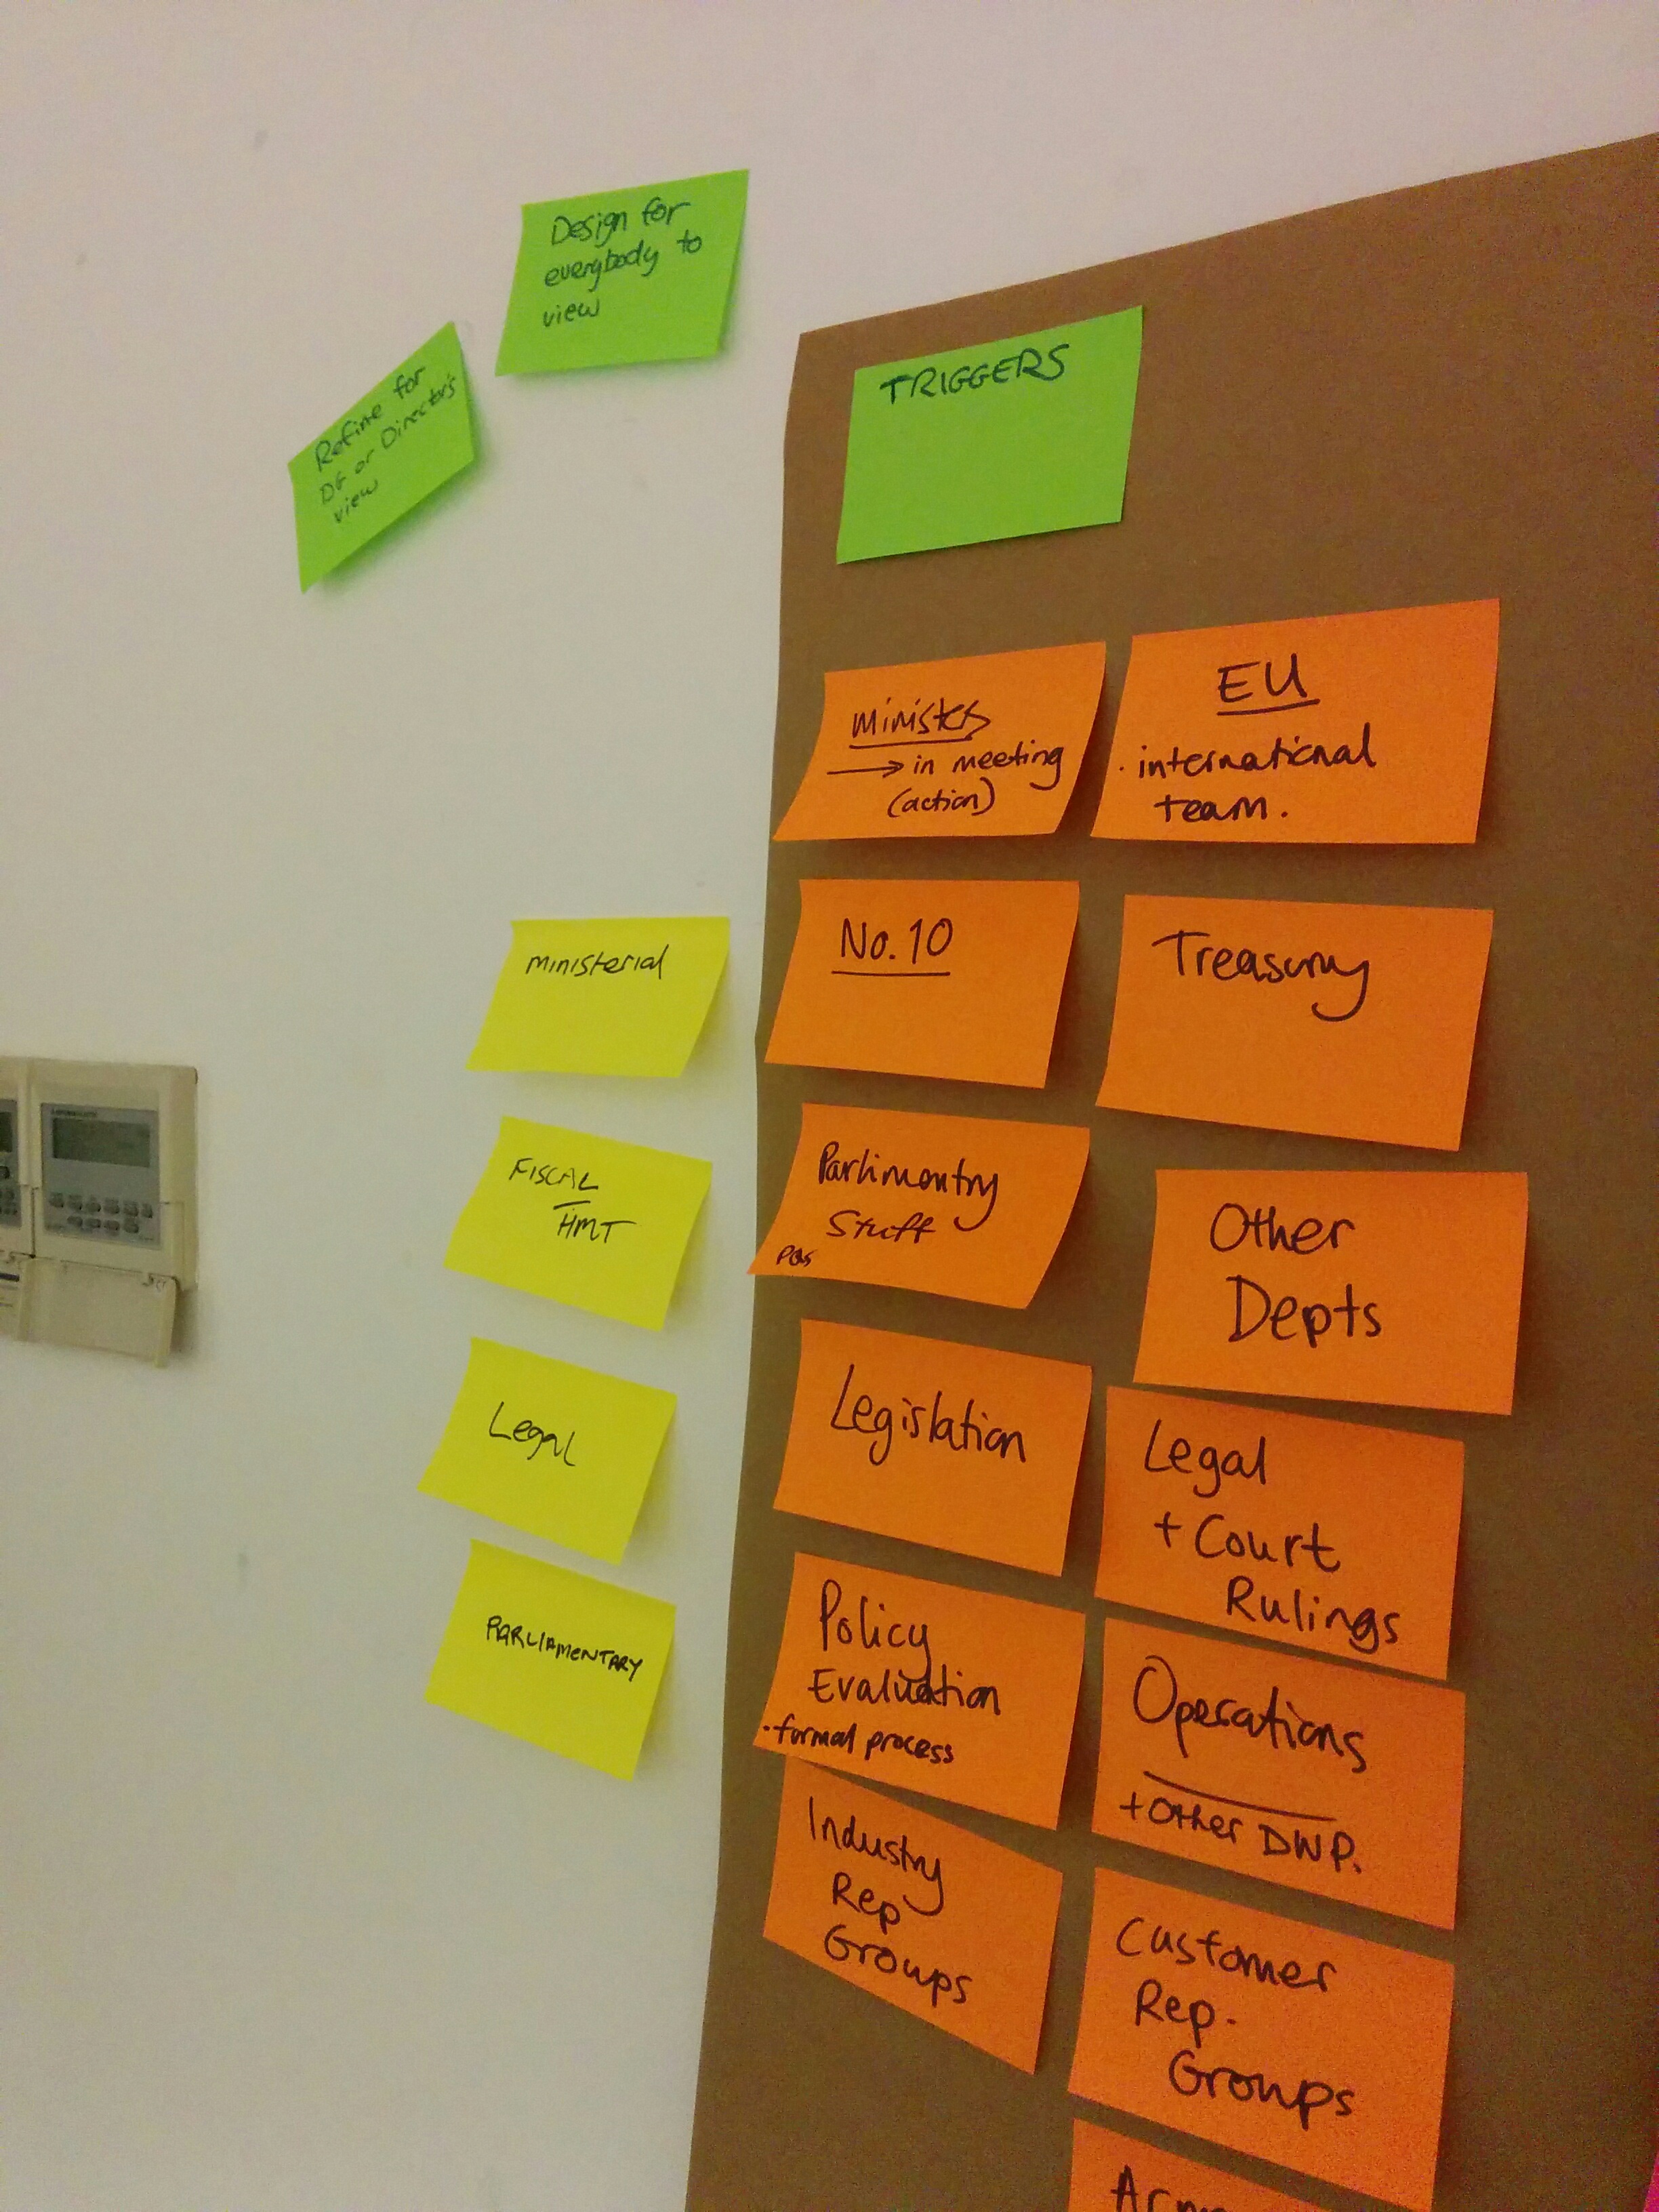 Design for
everybody to
view
Refine for
DG or Director's
view
TRIGGERS
ministers
→ in meeting
(action)
EU
· international
team.
No. 10
Treasury
Parlimentry
Stuff
PQs
Other
Depts
Legislation
Legal
+ Court
Rulings
Policy
Evaluation
· formal process
Operations
+ Other DWP.
Industry
Rep
Groups
Customer
Rep.
Groups
ministerial
FISCAL
HMT
Legal
PARLIAMENTARY